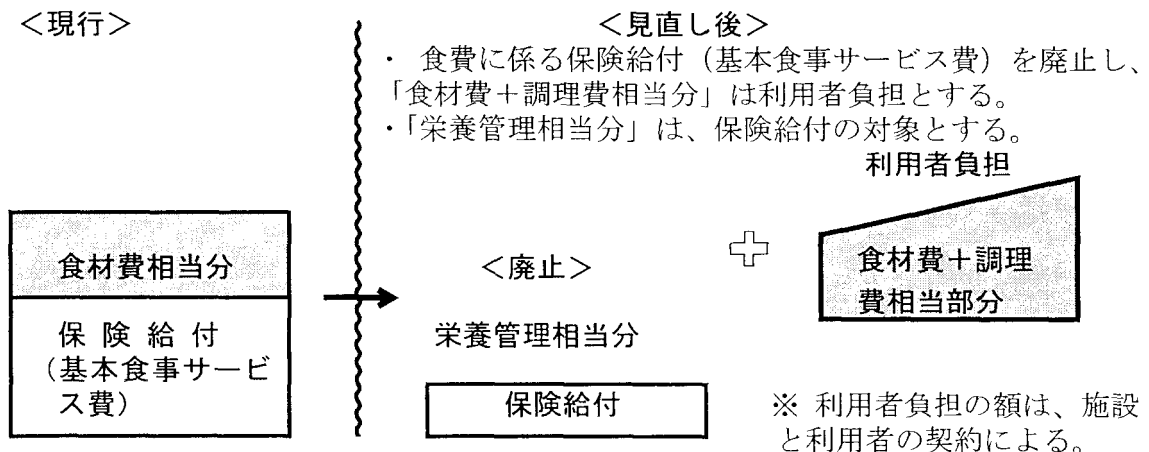 ＜現行＞
＜見直し後＞
・ 食費に係る保険給付（基本食事サービス費）を廃止し、
「食材費＋調理費相当分」は利用者負担とする。
・「栄養管理相当分」は、保険給付の対象とする。
利用者負担
食材費相当分
保 険 給 付
（基本食事サービ
ス費）
＜廃止＞
栄養管理相当分
保険給付
食材費＋調理
費相当部分
※ 利用者負担の額は、施設
と利用者の契約による。